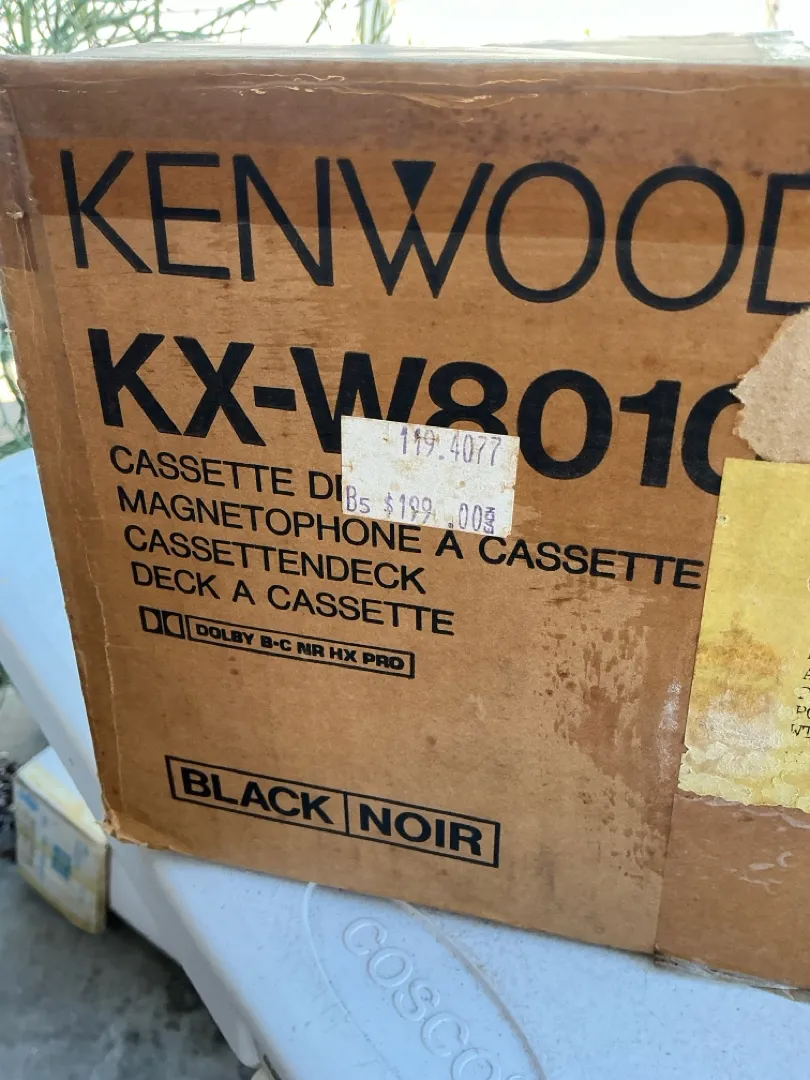 KENWOOD
KX-W8010
119.4077
B5 $199.00
CASSETTE DE
MAGNETOPHONE A CASSETTE
CASSETTENDECK
DECK A CASSETTE
DOLBY B-C NR HX PRO
BLACK NOIR
COSCO